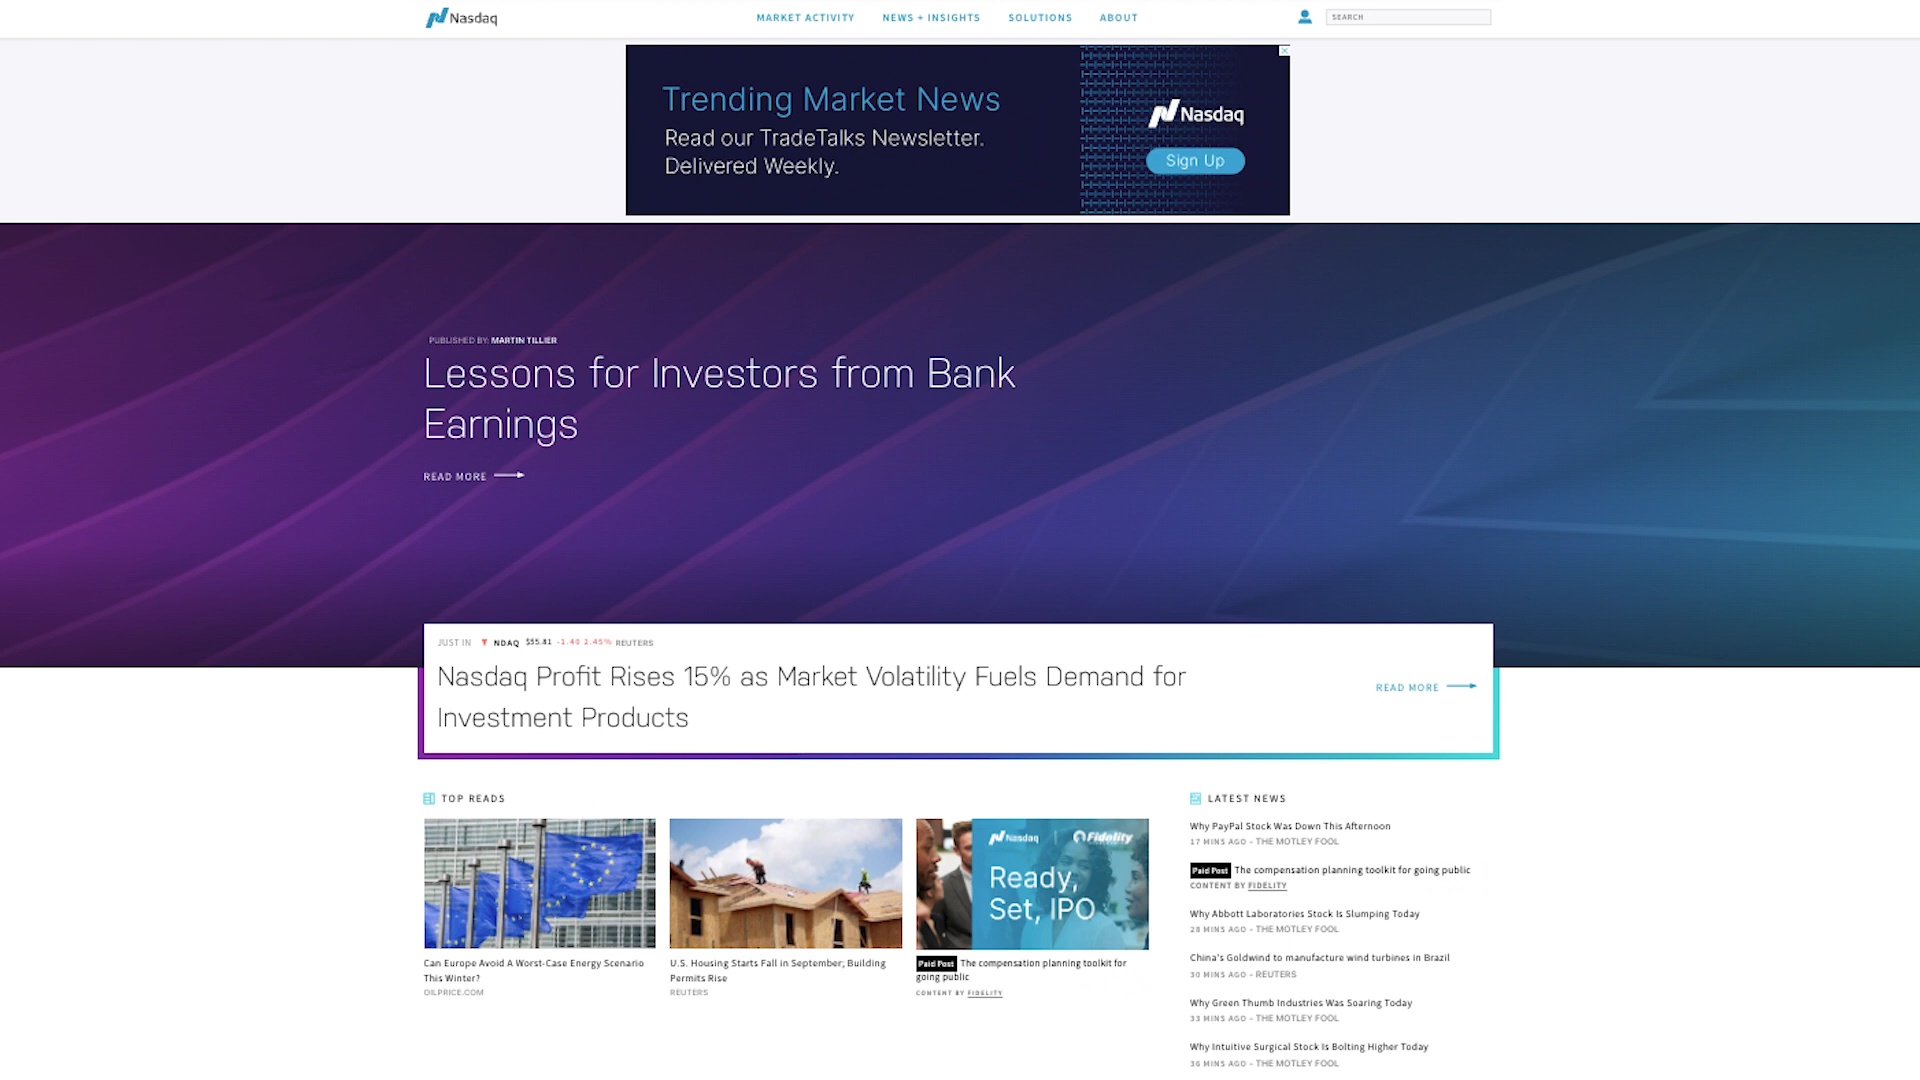 Nasdaq
MARKET ACTIVITY
NEWS + INSIGHTS
SOLUTIONS
ABOUT
SEARCH
Trending Market News
Read our TradeTalks Newsletter.
Delivered Weekly.
Nasdaq
Sign Up
PUBLISHED BY: MARTIN TILLIER
Lessons for Investors from Bank
Earnings
READ MORE
JUST IN NDAQ $55.81 -1.40 2.45% REUTERS
Nasdaq Profit Rises 15% as Market Volatility Fuels Demand for
Investment Products
READ MORE
TOP READS
Can Europe Avoid A Worst-Case Energy Scenario
This Winter?
OILPRICE.COM
U.S. Housing Starts Fall in September; Building
Permits Rise
REUTERS
Nasdaq | Fidelity
Ready,
Set, IPO
Paid Post The compensation planning toolkit for
going public
CONTENT BY FIDELITY
LATEST NEWS
Why PayPal Stock Was Down This Afternoon
17 MINS AGO - THE MOTLEY FOOL
Paid Post The compensation planning toolkit for going public
CONTENT BY FIDELITY
Why Abbott Laboratories Stock Is Slumping Today
28 MINS AGO - THE MOTLEY FOOL
China's Goldwind to manufacture wind turbines in Brazil
30 MINS AGO - REUTERS
Why Green Thumb Industries Was Soaring Today
33 MINS AGO - THE MOTLEY FOOL
Why Intuitive Surgical Stock Is Bolting Higher Today
36 MINS AGO - THE MOTLEY FOOL